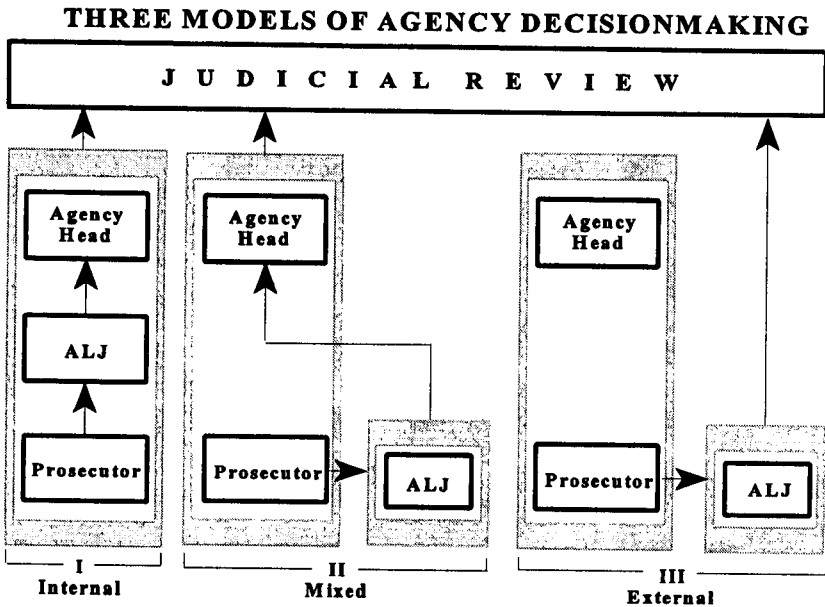 THREE MODELS OF AGENCY DECISIONMAKING
JUDICIAL REVIEW
Agency
Head
ALJ
Prosecutor
I
Internal
Agency
Head
Prosecutor
ALJ
II
Mixed
Agency
Head
Prosecutor
ALJ
III
External